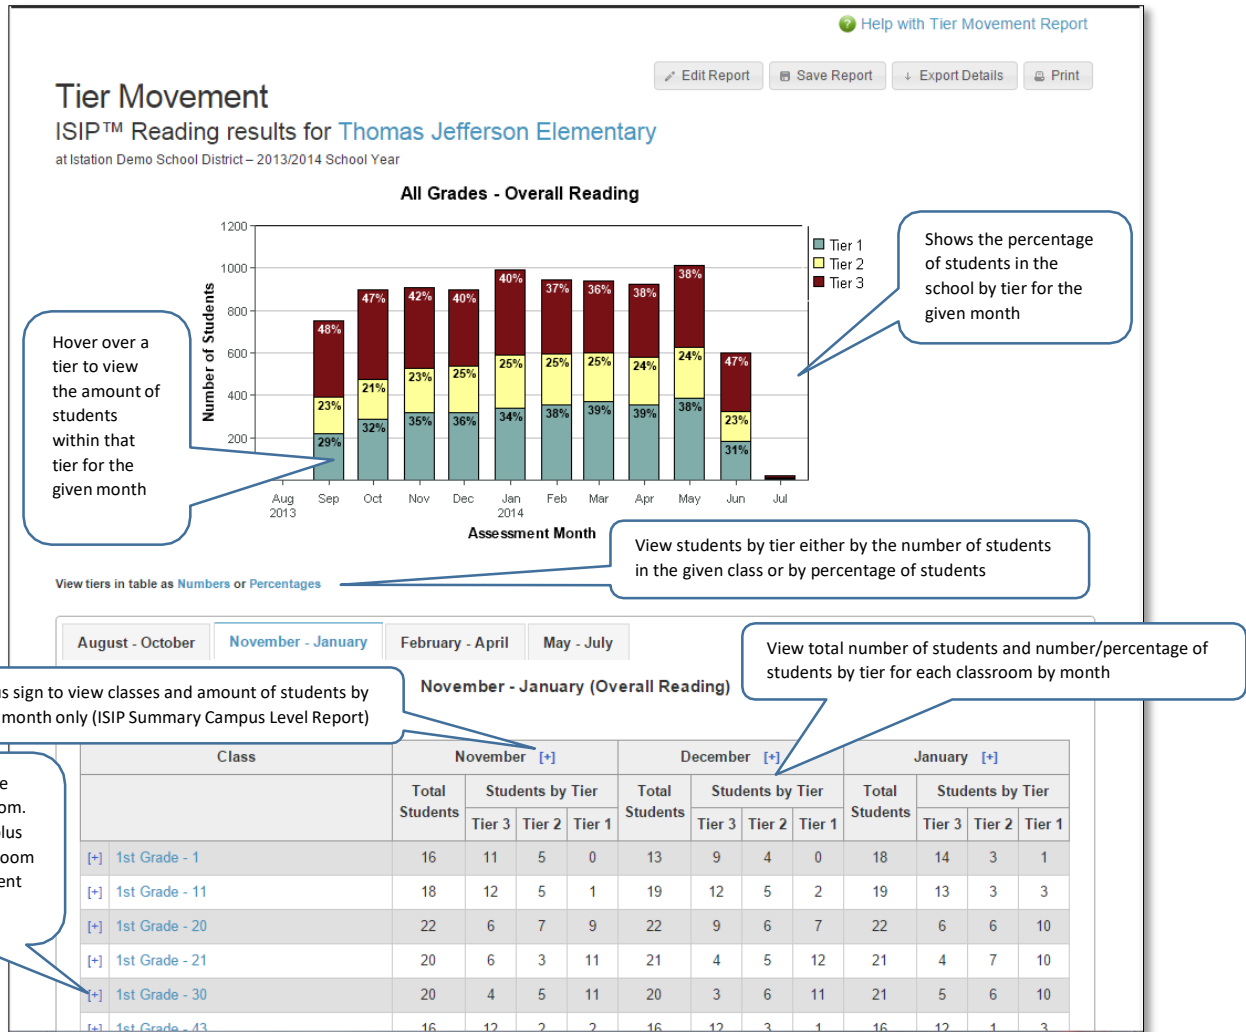 Help with Tier Movement Report
Edit Report
Save Report
Export Details
Print
Tier Movement
ISIP™ Reading results for Thomas Jefferson Elementary
at Istation Demo School District – 2013/2014 School Year
All Grades - Overall Reading
1200
1000
800
600
400
200
Number of Students
48%
23%
29%
47%
21%
32%
42%
23%
35%
40%
25%
36%
40%
25%
34%
37%
25%
38%
36%
25%
39%
38%
24%
39%
38%
24%
38%
47%
23%
31%
Tier 1
Tier 2
Tier 3
Aug Sep Oct Nov Dec Jan Feb Mar Apr May Jun Jul
2013 2014
Assessment Month
Shows the percentage
of students in the
school by tier for the
given month
Hover over a
tier to view
the amount of
students
within that
tier for the
given month
View students by tier either by the number of students
in the given class or by percentage of students
View tiers in table as Numbers or Percentages
August - October
November - January
February - April
May - July
View total number of students and number/percentage of
students by tier for each classroom by month
November - January (Overall Reading)
sign to view classes and amount of students by
month only (ISIP Summary Campus Level Report)
Class November [+] December [+] January [+]
Total Students Students by Tier Total Students Students by Tier Total Students Students by Tier
Tier 3 Tier 2 Tier 1 Tier 3 Tier 2 Tier 1 Tier 3 Tier 2 Tier 1
[+] 1st Grade - 1 16 11 5 0 13 9 4 0 18 14 3 1
[+] 1st Grade - 11 18 12 5 1 19 12 5 2 19 13 3 3
[+] 1st Grade - 20 22 6 7 9 22 9 6 7 22 6 6 10
[+] 1st Grade - 21 20 6 3 11 21 4 5 12 21 4 7 10
[+] 1st Grade - 30 20 4 5 11 20 3 6 11 21 5 6 10
[+] 1st Grade - 43 16 12 2 2 16 12 3 1 16 12 1 3